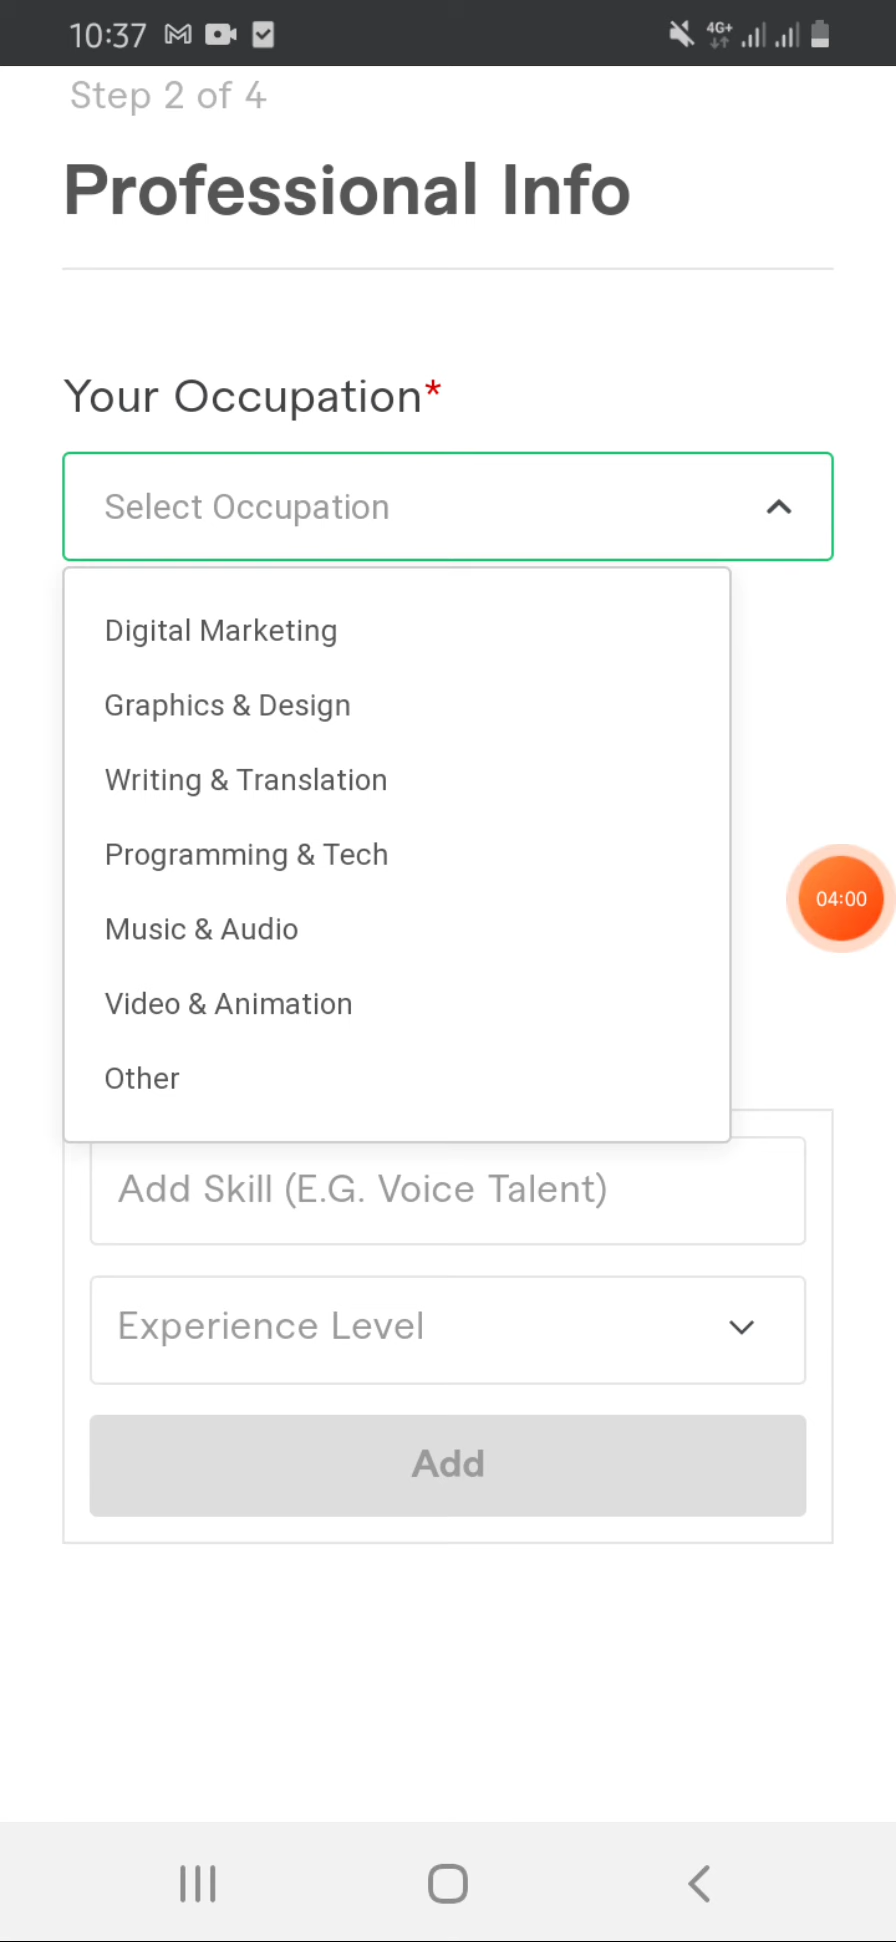 10:37 4G+
Step 2 of 4
Professional Info
Your Occupation*
Select Occupation
Digital Marketing
Graphics & Design
Writing & Translation
Programming & Tech
04:00
Music & Audio
Video & Animation
Other
Add Skill (E.G. Voice Talent)
Experience Level
Add